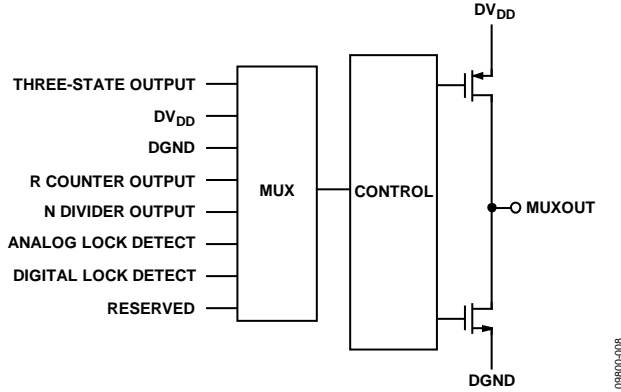 DVDD
THREE-STATE OUTPUT
DVDD
DGND
R COUNTER OUTPUT
N DIVIDER OUTPUT
ANALOG LOCK DETECT
DIGITAL LOCK DETECT
RESERVED
MUX
CONTROL
MUXOUT
DGND
09800-008